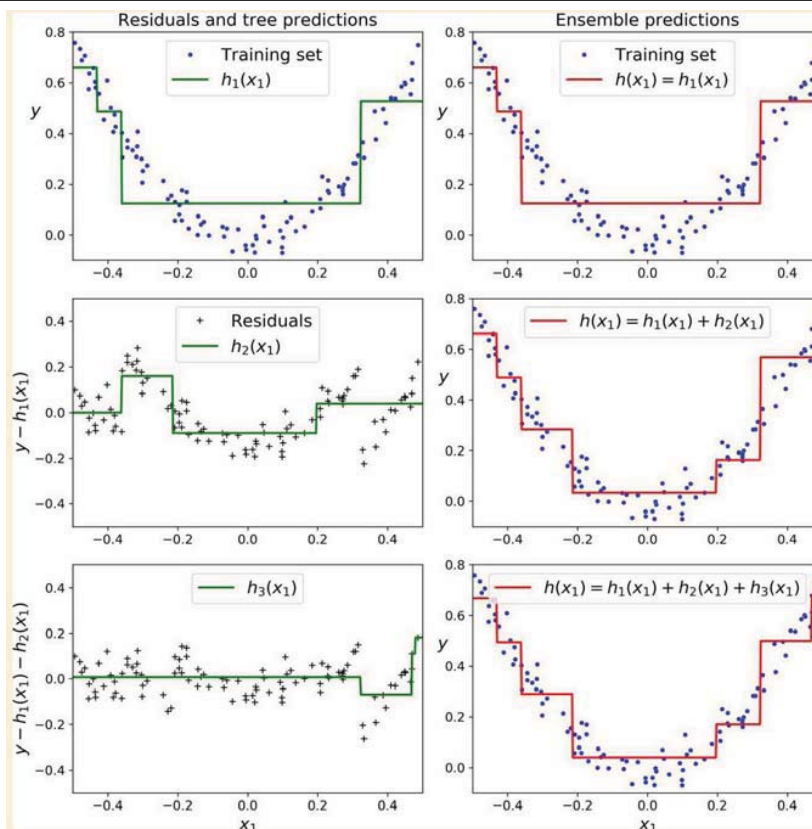 Residuals and tree predictions
Ensemble predictions
0.8
0.6
y
0.4
0.2
0.0
Training set
h₁(x₁)
−0.4 −0.2 0.0 0.2 0.4
0.8
0.6
y
0.4
0.2
0.0
Training set
h(x₁) = h₁(x₁)
−0.4 −0.2 0.0 0.2 0.4
y − h₁(x₁)
0.4
0.2
0.0
−0.2
−0.4
Residuals
h₂(x₁)
−0.4 −0.2 0.0 0.2 0.4
0.8
0.6
y
0.4
0.2
0.0
h(x₁) = h₁(x₁) + h₂(x₁)
−0.4 −0.2 0.0 0.2 0.4
y − h₁(x₁) − h₂(x₁)
0.4
0.2
0.0
−0.2
−0.4
h₃(x₁)
−0.4 −0.2 0.0 0.2 0.4
x₁
0.8
0.6
y
0.4
0.2
0.0
h(x₁) = h₁(x₁) + h₂(x₁) + h₃(x₁)
−0.4 −0.2 0.0 0.2 0.4
x₁